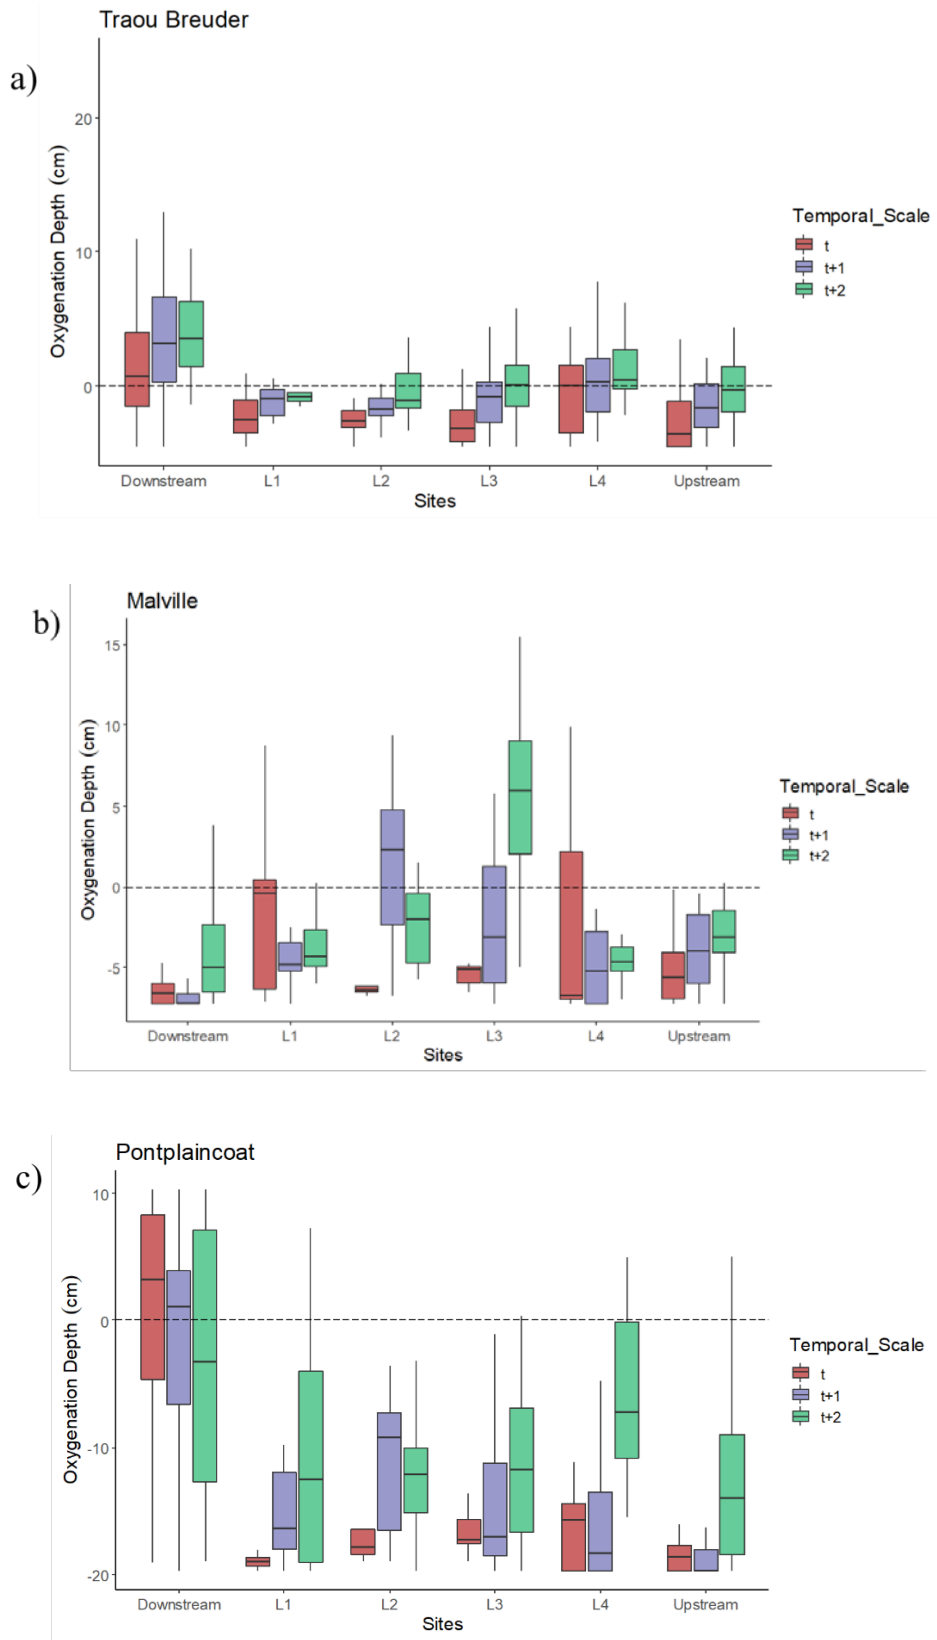 Traou Breuder
a)
20
10
0
Oxygenation Depth (cm)
Downstream L1 L2 L3 L4 Upstream
Sites
Temporal_Scale
t
t+1
t+2
Malville
b)
15
10
5
0
-5
Oxygenation Depth (cm)
Downstream L1 L2 L3 L4 Upstream
Sites
Temporal_Scale
t
t+1
t+2
Pontplaincoat
c)
10
0
-10
-20
Oxygenation Depth (cm)
Downstream L1 L2 L3 L4 Upstream
Sites
Temporal_Scale
t
t+1
t+2